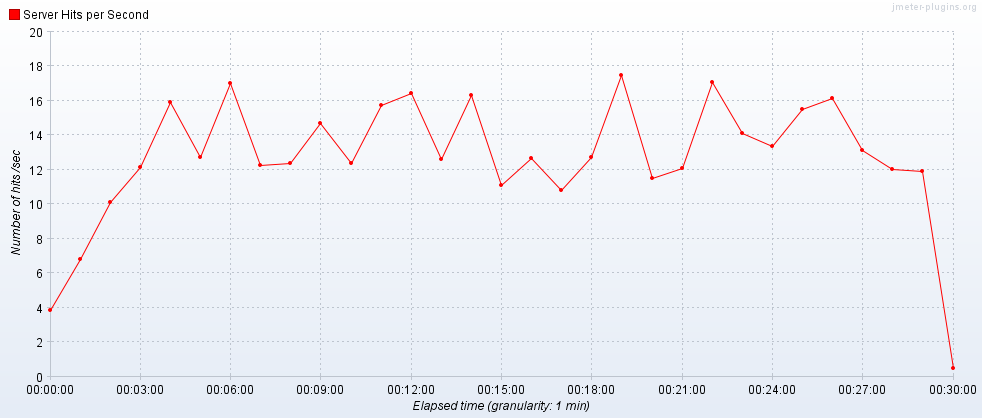 Server Hits per Second
jmeter-plugins.org
20
18
16
14
12
10
8
6
4
2
0
Number of hits /sec
00:00:00 00:03:00 00:06:00 00:09:00 00:12:00 00:15:00 00:18:00 00:21:00 00:24:00 00:27:00 00:30:00
Elapsed time (granularity: 1 min)